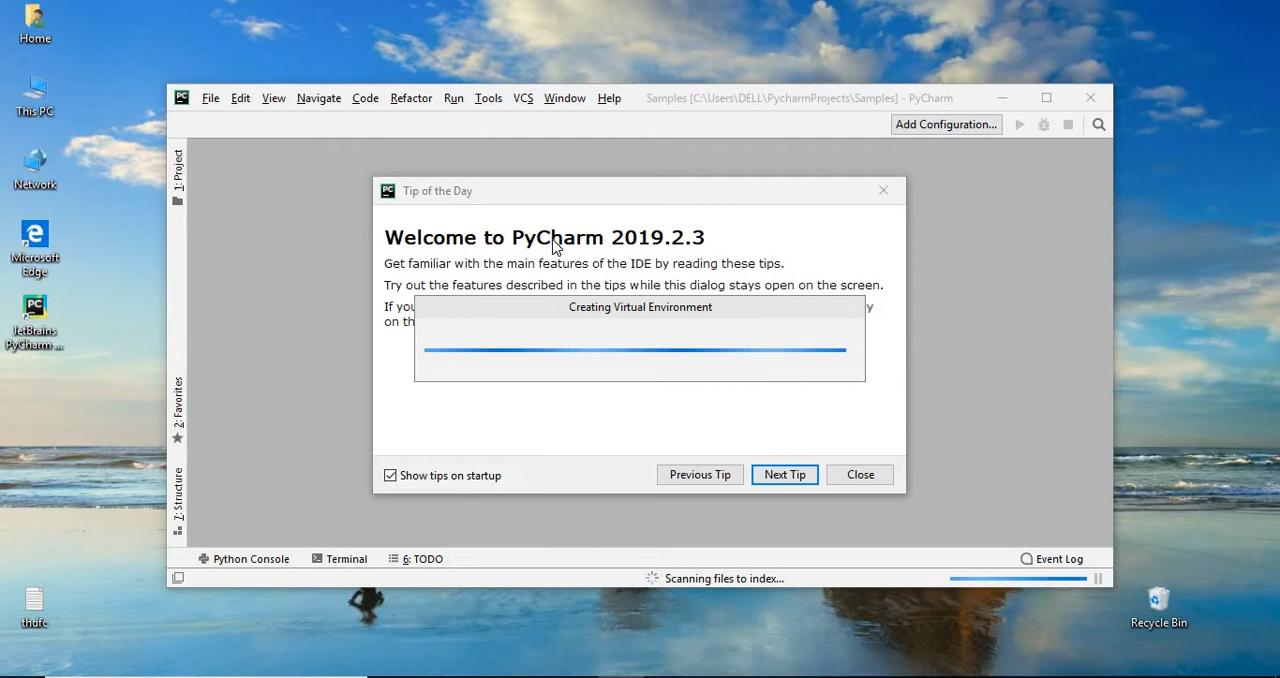 Home
This PC
Network
Microsoft
Edge
JetBrains
PyCharm ...
thdfc
Recycle Bin
PC File Edit View Navigate Code Refactor Run Tools VCS Window Help Samples [C:\Users\DELL\PycharmProjects\Samples] - PyCharm
Add Configuration...
1: Project
2: Favorites
7: Structure
PC Tip of the Day
Welcome to PyCharm 2019.2.3
Get familiar with the main features of the IDE by reading these tips.
Try out the features described in the tips while this dialog stays open on the screen.
If you
y
on th
Creating Virtual Environment
Show tips on startup
Previous Tip Next Tip Close
Python Console Terminal 6: TODO Event Log
Scanning files to index...